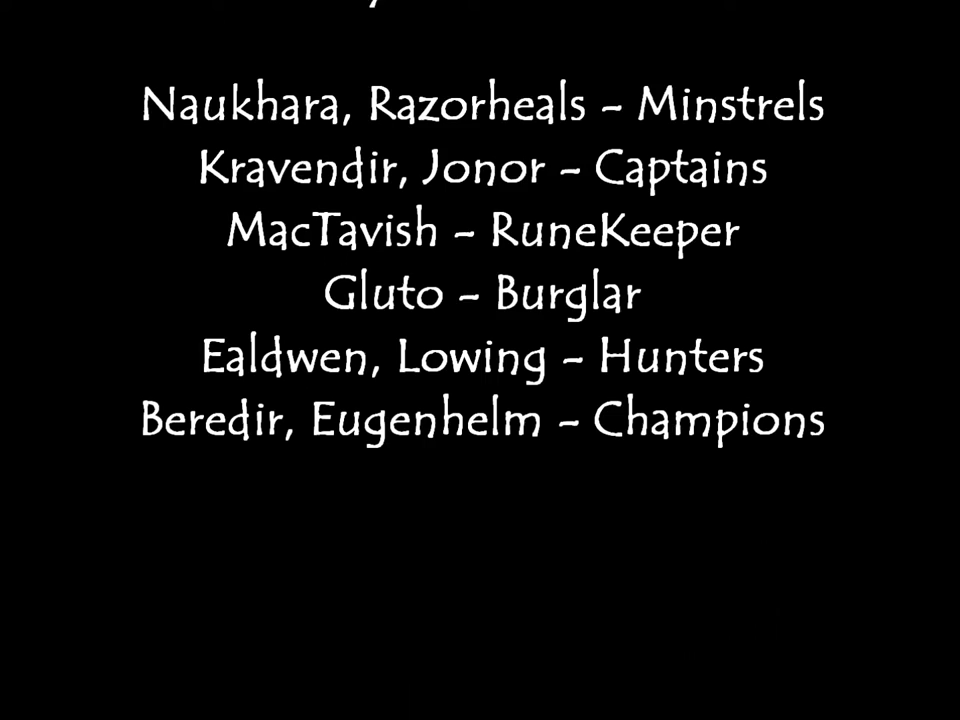 Naukhara, Razorheals - Minstrels
Kravendir, Jonor - Captains
MacTavish - RuneKeeper
Gluto - Burglar
Ealdwen, Lowing - Hunters
Beredir, Eugenhelm - Champions